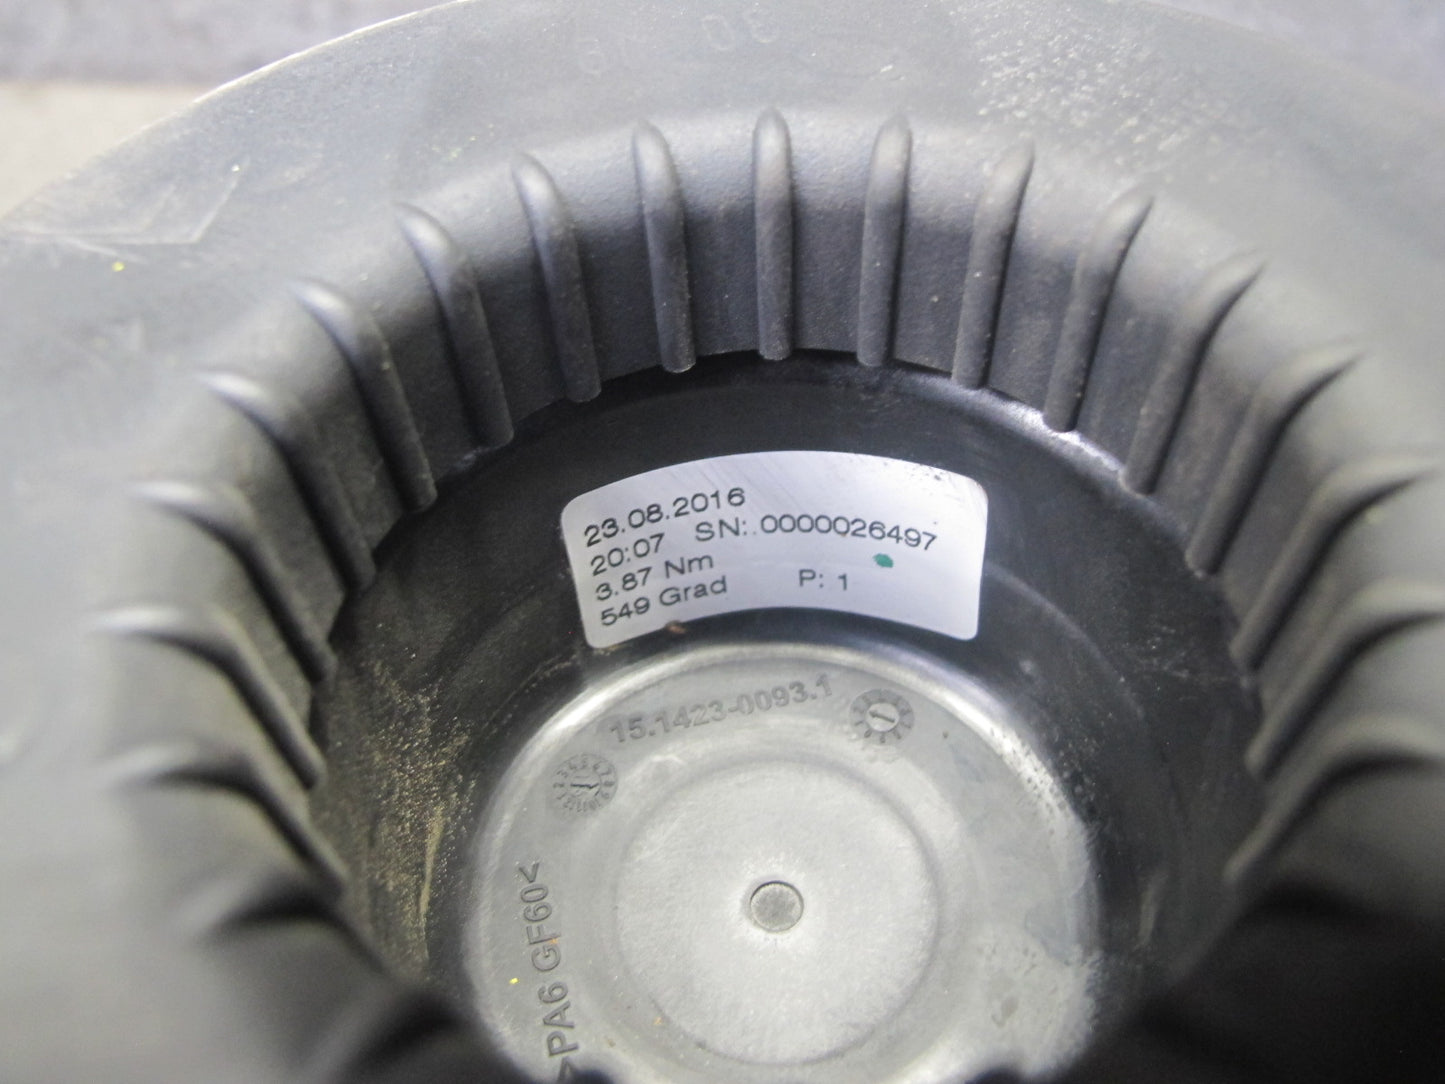 23.08.2016
20:07 SN: 0000026497
3.87 Nm
549 Grad P: 1
15.1423-0093.1
>PA6 GF60<